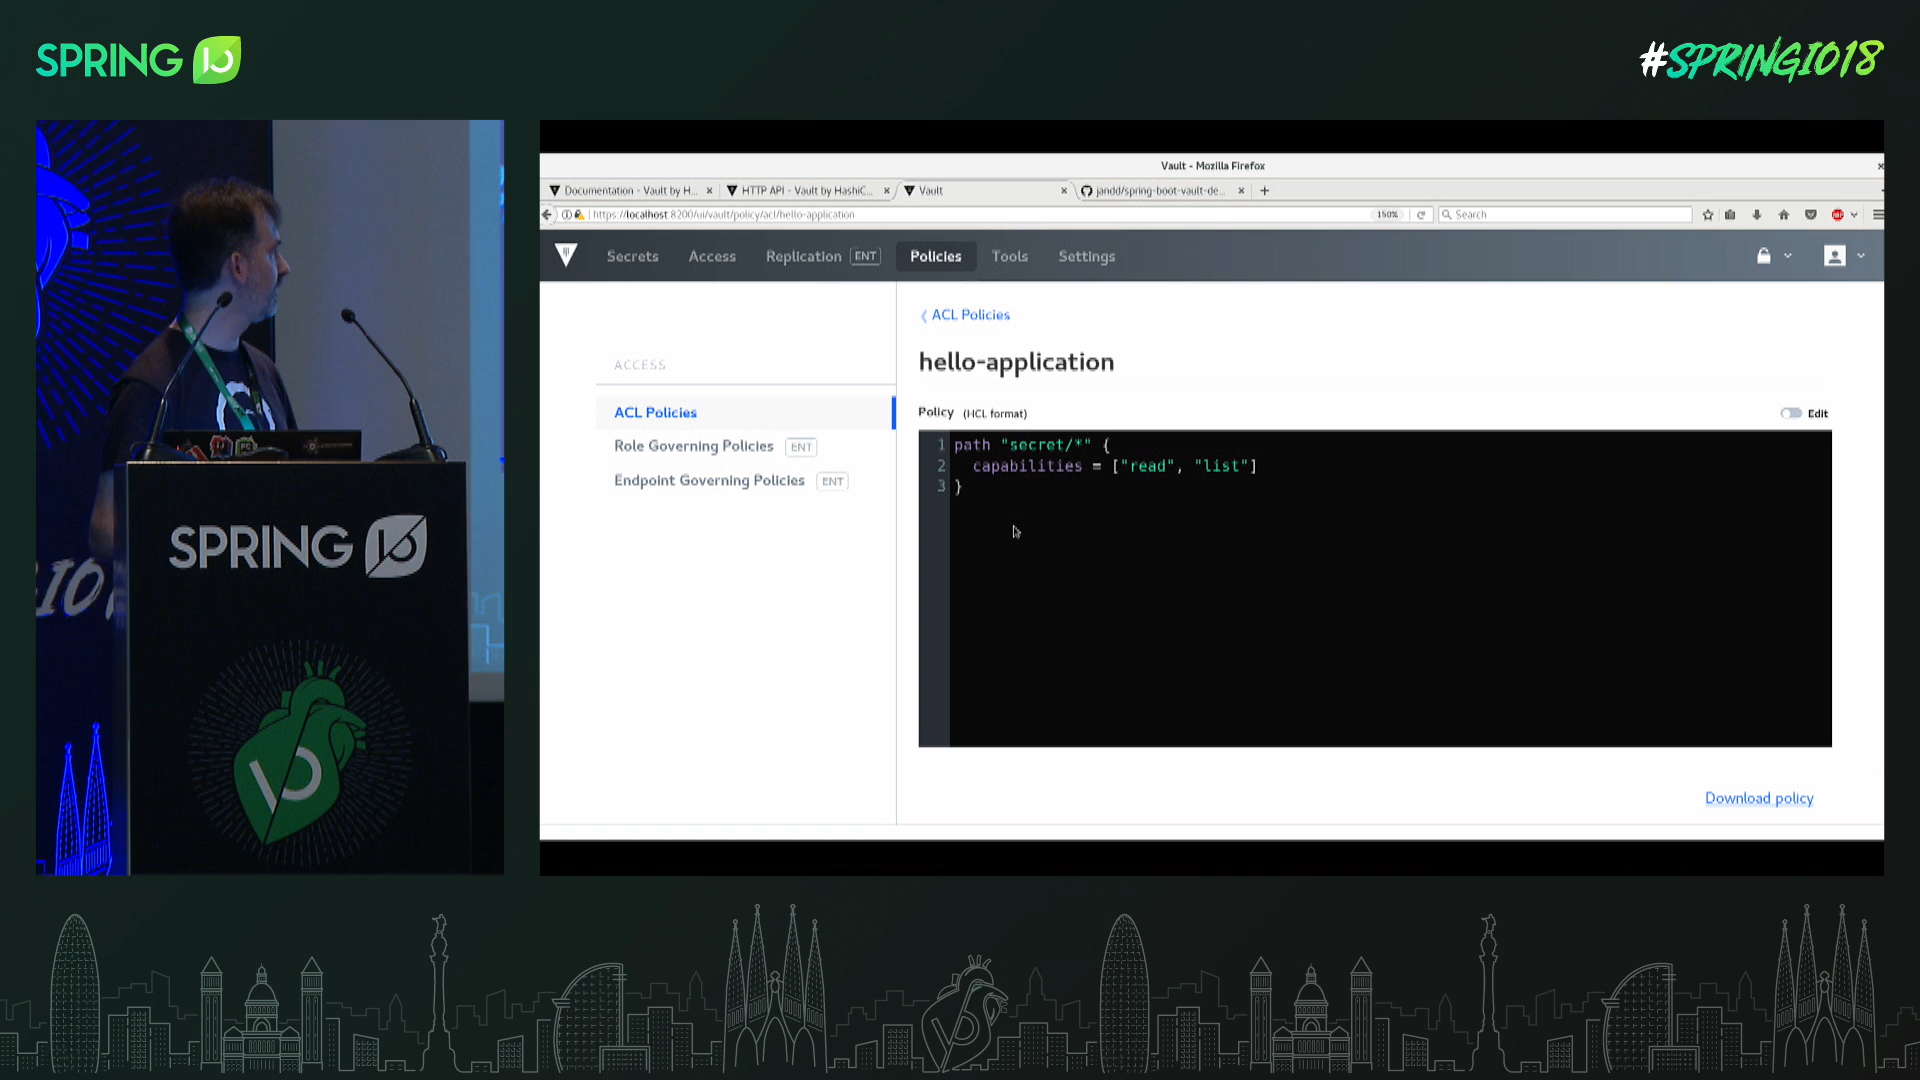 SPRING IO
#SPRINGIO18
Vault - Mozilla Firefox
Documentation - Vault by H...
HTTP API - Vault by HashiC...
Vault
jandd/spring-boot-vault-de...
https://localhost:8200/ui/vault/policy/acl/hello-application
150%
Search
Secrets
Access
Replication ENT
Policies
Tools
Settings
ACL Policies
hello-application
ACCESS
ACL Policies
Role Governing Policies ENT
Endpoint Governing Policies ENT
Policy (HCL format)
Edit
1 path "secret/*" {
2 capabilities = ["read", "list"]
3 }
Download policy
SPRING IO
IO